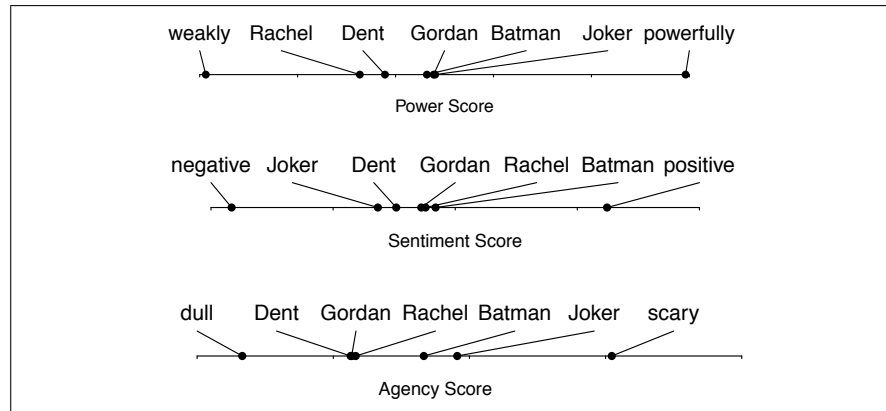 weakly Rachel Dent Gordan Batman Joker powerfully
Power Score
negative Joker Dent Gordan Rachel Batman positive
Sentiment Score
dull Dent Gordan Rachel Batman Joker scary
Agency Score